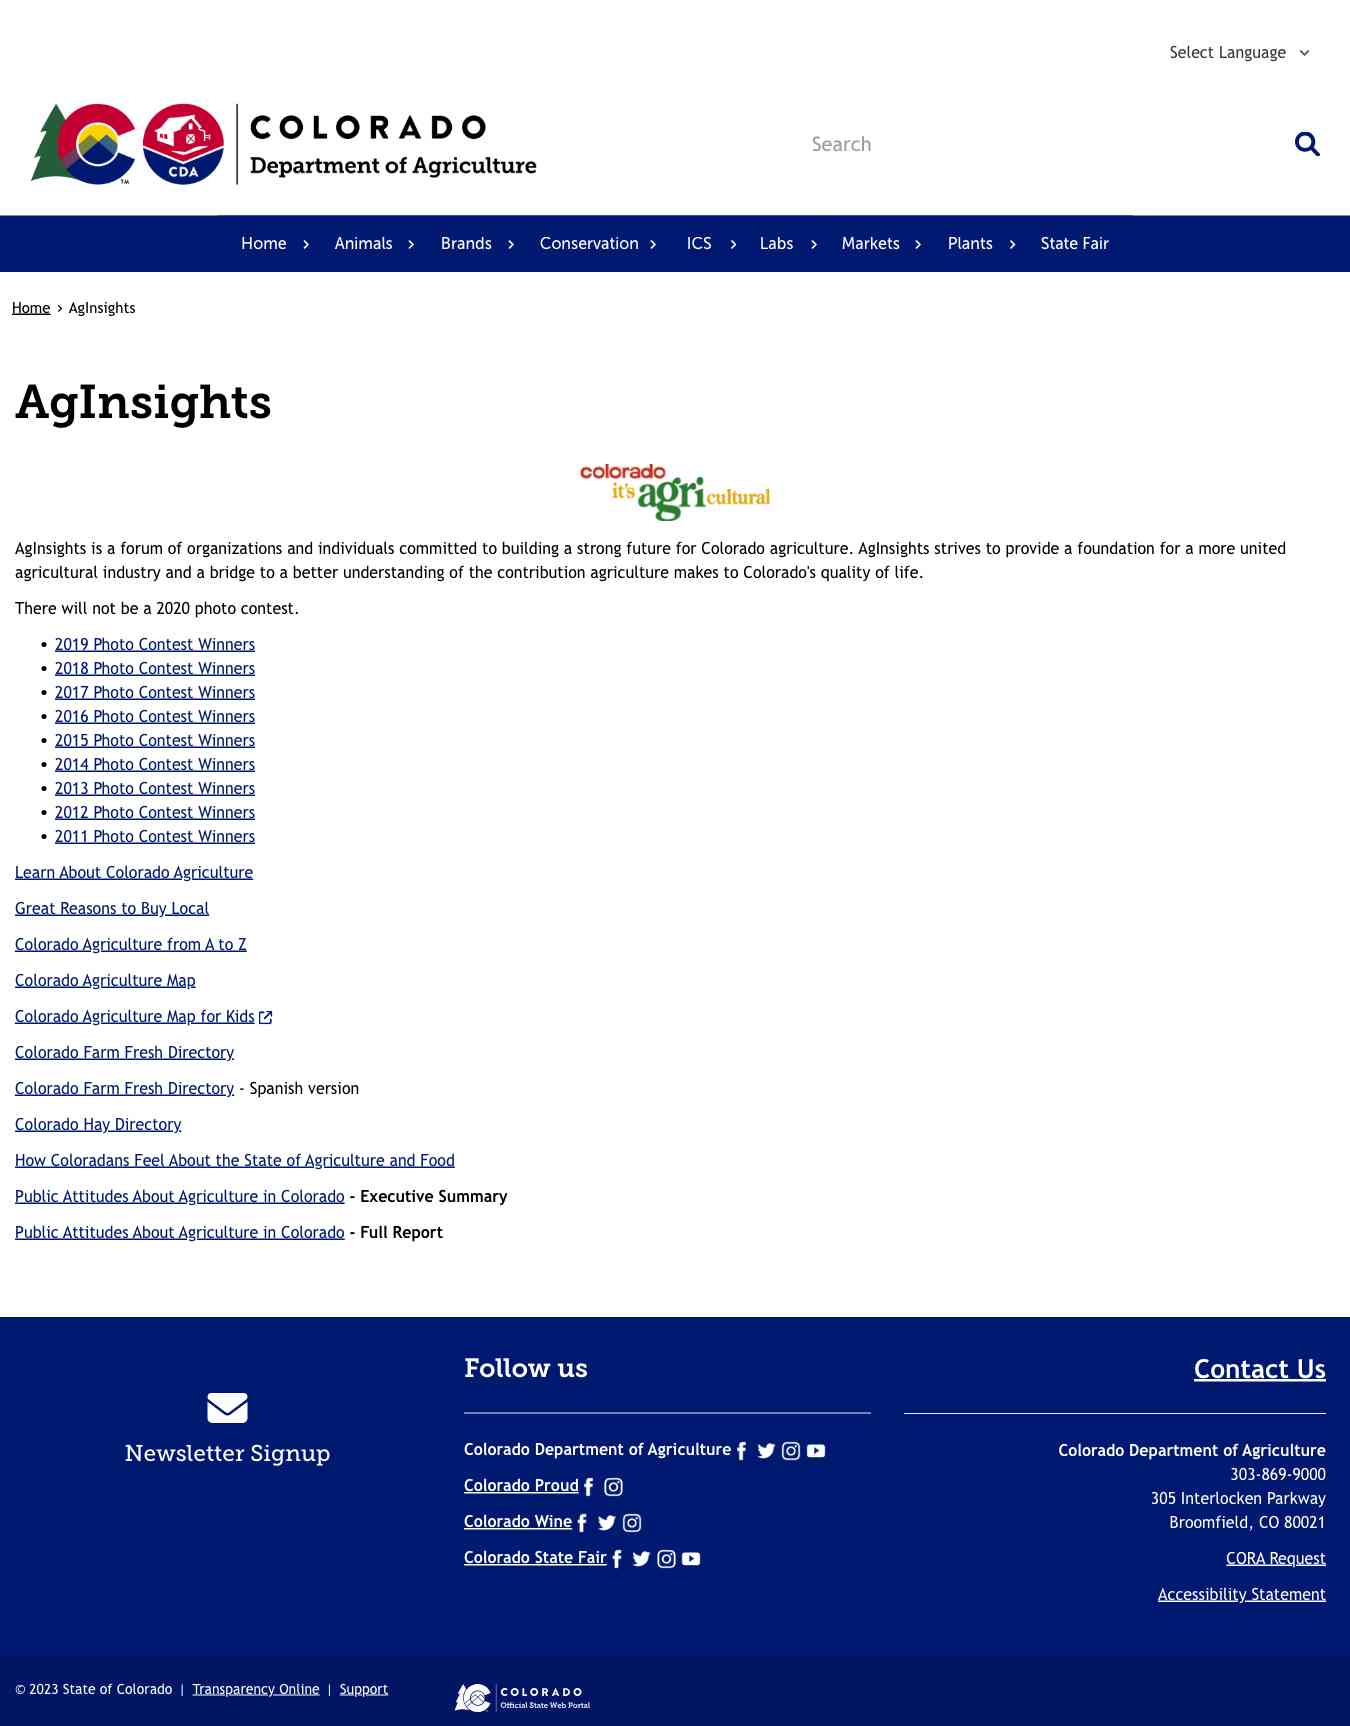 Select Language
COLORADO
Department of Agriculture
CDA
TM
Search
Home Animals Brands Conservation ICS Labs Markets Plants State Fair
Home › AgInsights
AgInsights
colorado
it's agricultural
AgInsights is a forum of organizations and individuals committed to building a strong future for Colorado agriculture. AgInsights strives to provide a foundation for a more united
agricultural industry and a bridge to a better understanding of the contribution agriculture makes to Colorado's quality of life.
There will not be a 2020 photo contest.
• 2019 Photo Contest Winners
• 2018 Photo Contest Winners
• 2017 Photo Contest Winners
• 2016 Photo Contest Winners
• 2015 Photo Contest Winners
• 2014 Photo Contest Winners
• 2013 Photo Contest Winners
• 2012 Photo Contest Winners
• 2011 Photo Contest Winners
Learn About Colorado Agriculture
Great Reasons to Buy Local
Colorado Agriculture from A to Z
Colorado Agriculture Map
Colorado Agriculture Map for Kids
Colorado Farm Fresh Directory
Colorado Farm Fresh Directory - Spanish version
Colorado Hay Directory
How Coloradans Feel About the State of Agriculture and Food
Public Attitudes About Agriculture in Colorado - Executive Summary
Public Attitudes About Agriculture in Colorado - Full Report
Newsletter Signup
Follow us
Colorado Department of Agriculture
Colorado Proud
Colorado Wine
Colorado State Fair
Contact Us
Colorado Department of Agriculture
303-869-9000
305 Interlocken Parkway
Broomfield, CO 80021
CORA Request
Accessibility Statement
© 2023 State of Colorado | Transparency Online | Support
COLORADO
Official State Web Portal